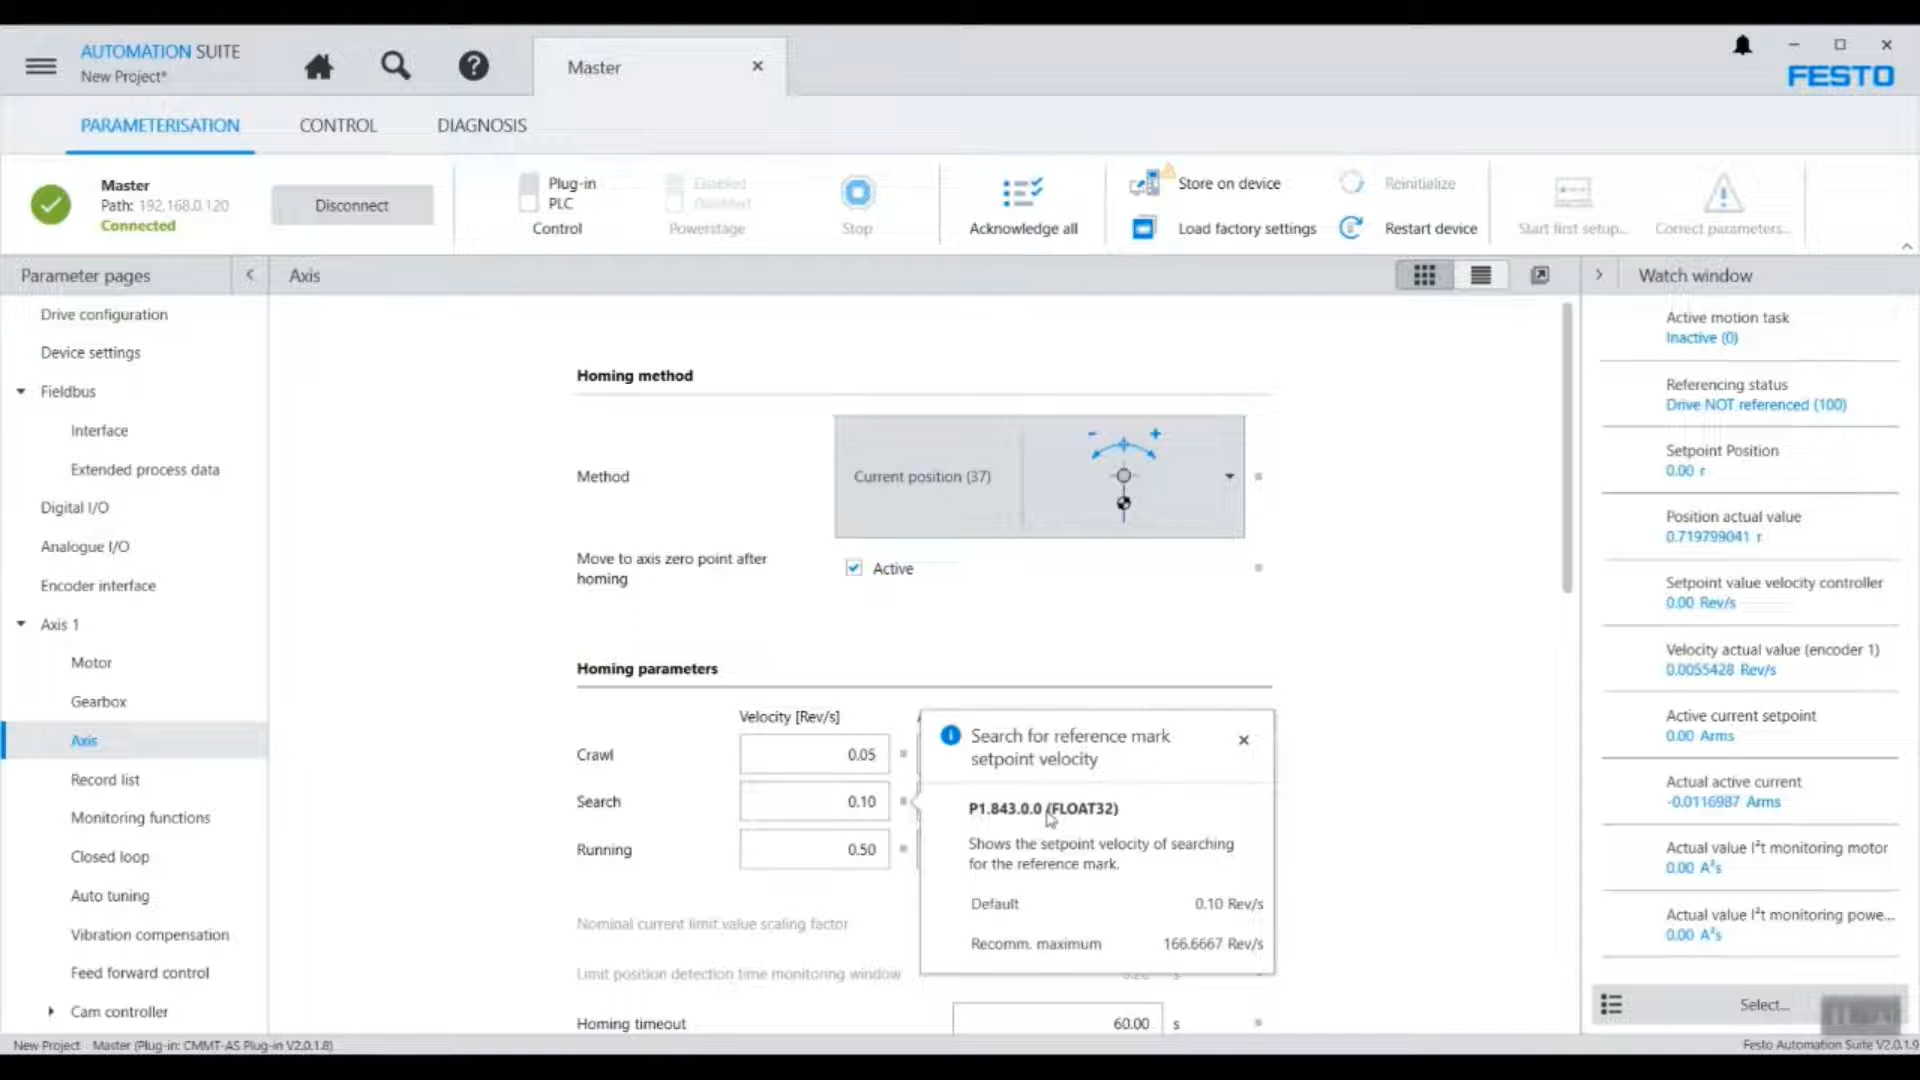 AUTOMATION SUITE
New Project*
Master
FESTO
PARAMETERISATION
CONTROL
DIAGNOSIS
Master
Path: 192.168.0.120
Connected
Disconnect
Plug-in
PLC
Control
Enabled
Disabled
Powerstage
Stop
Acknowledge all
Store on device
Load factory settings
Reinitialize
Restart device
Start first setup...
Correct parameters...
Parameter pages
Axis
Watch window
Drive configuration
Device settings
Fieldbus
Interface
Extended process data
Digital I/O
Analogue I/O
Encoder interface
Axis 1
Motor
Gearbox
Axis
Record list
Monitoring functions
Closed loop
Auto tuning
Vibration compensation
Feed forward control
Cam controller
Homing method
Method
Current position (37)
Move to axis zero point after
homing
Active
Homing parameters
Velocity [Rev/s]
Crawl
0.05
Search
0.10
Running
0.50
Nominal current limit value scaling factor
Limit position detection time monitoring window
s
Homing timeout
60.00 s
Search for reference mark
setpoint velocity
P1.843.0.0 (FLOAT32)
Shows the setpoint velocity of searching
for the reference mark.
Default 0.10 Rev/s
Recomm. maximum 166.6667 Rev/s
Active motion task
Inactive (0)
Referencing status
Drive NOT referenced (100)
Setpoint Position
0.00 r
Position actual value
0.719799041 r
Setpoint value velocity controller
0.00 Rev/s
Velocity actual value (encoder 1)
0.0055428 Rev/s
Active current setpoint
0.00 Arms
Actual active current
-0.0116987 Arms
Actual value I²t monitoring motor
0.00 A²s
Actual value I²t monitoring powe...
0.00 A²s
Select...
New Project Master (Plug-in: CMMT-AS Plug-in V2.0.1.8)
Festo Automation Suite V2.0.1.9